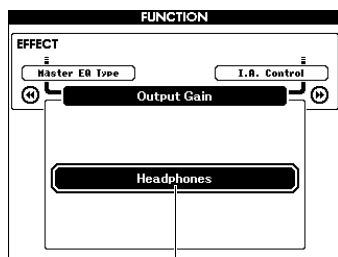 FUNCTION
EFFECT
Master EQ Type
I.A. Control
Output Gain
Headphones